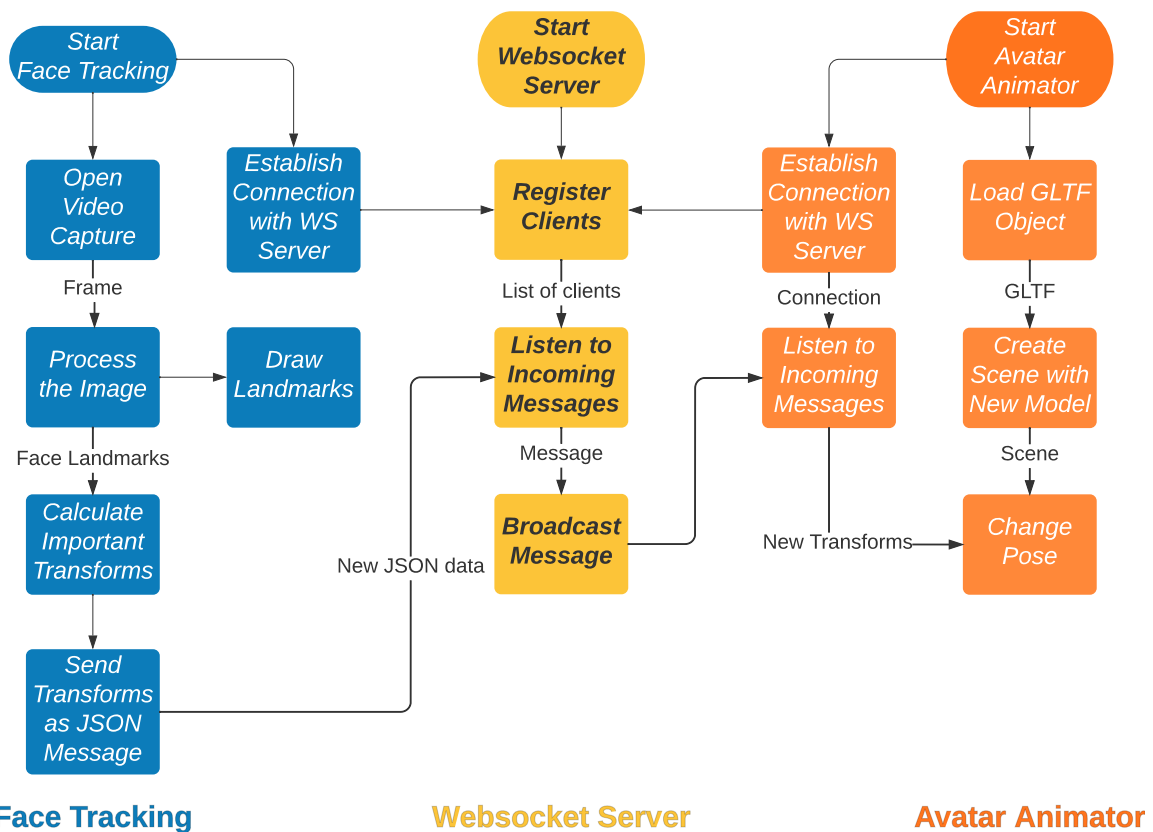 Start
Face Tracking
Open
Video
Capture
Establish
Connection
with WS
Server
Frame
Process
the Image
Draw
Landmarks
Face Landmarks
Calculate
Important
Transforms
Send
Transforms
as JSON
Message
New JSON data
Start
Websocket
Server
Register
Clients
List of clients
Listen to
Incoming
Messages
Message
Broadcast
Message
Start
Avatar
Animator
Establish
Connection
with WS
Server
Connection
Listen to
Incoming
Messages
New Transforms
Load GLTF
Object
GLTF
Create
Scene with
New Model
Scene
Change
Pose
Face Tracking
Websocket Server
Avatar Animator